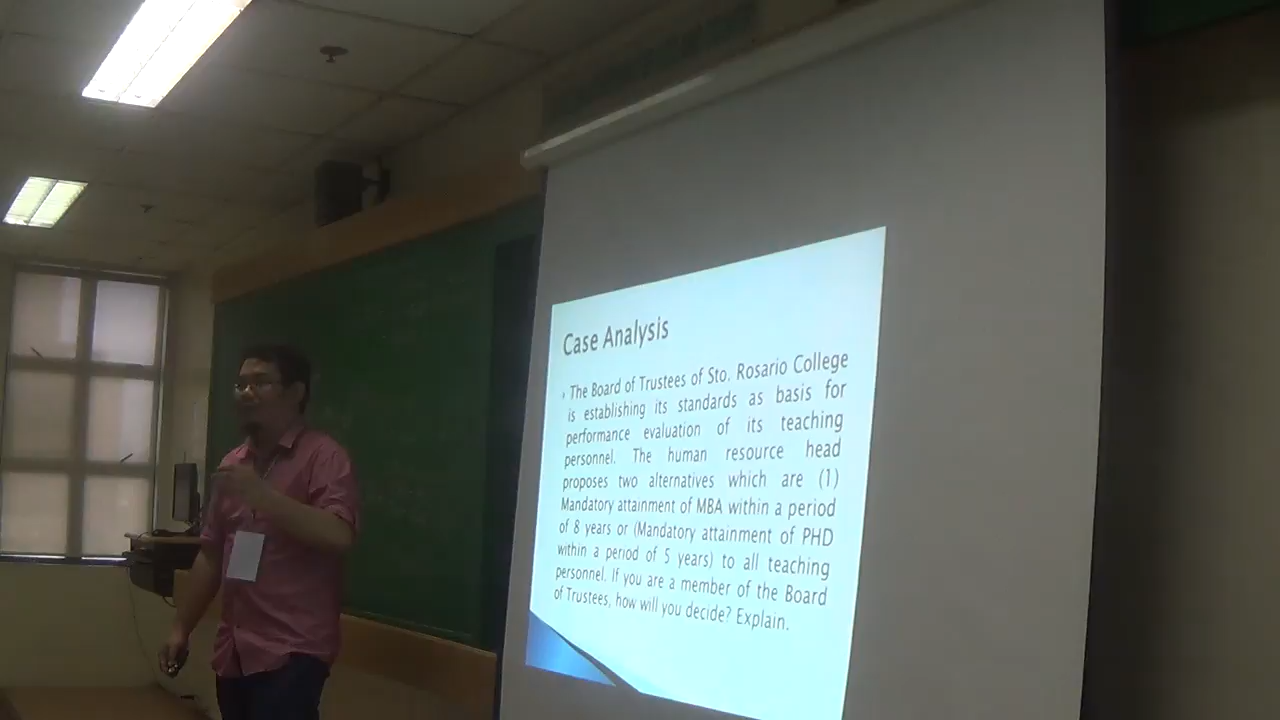 Case Analysis
The Board of Trustees of Sto. Rosario College
is establishing its standards as basis for
performance evaluation of its teaching
personnel. The human resource head
proposes two alternatives which are (1)
Mandatory attainment of MBA within a period
of 8 years or (Mandatory attainment of PHD
within a period of 5 years) to all teaching
personnel. If you are a member of the Board
of Trustees, how will you decide? Explain.